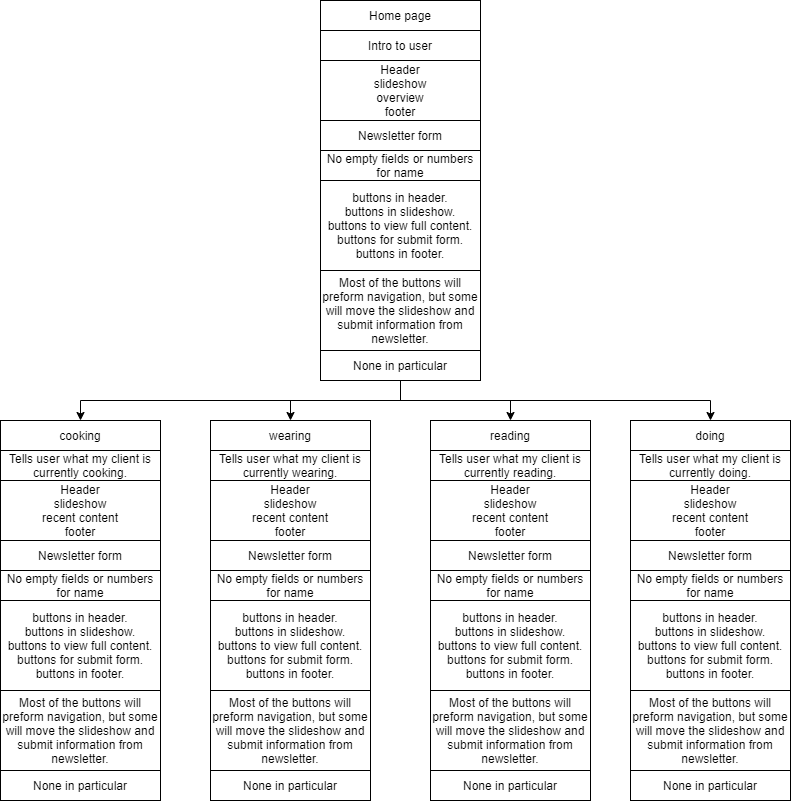 Home page
Intro to user
Header
slideshow
overview
footer
Newsletter form
No empty fields or numbers
for name
buttons in header.
buttons in slideshow.
buttons to view full content.
buttons for submit form.
buttons in footer.
Most of the buttons will
preform navigation, but some
will move the slideshow and
submit information from
newsletter.
None in particular
cooking
Tells user what my client is
currently cooking.
Header
slideshow
recent content
footer
Newsletter form
No empty fields or numbers
for name
buttons in header.
buttons in slideshow.
buttons to view full content.
buttons for submit form.
buttons in footer.
Most of the buttons will
preform navigation, but some
will move the slideshow and
submit information from
newsletter.
None in particular
wearing
Tells user what my client is
currently wearing.
Header
slideshow
recent content
footer
Newsletter form
No empty fields or numbers
for name
buttons in header.
buttons in slideshow.
buttons to view full content.
buttons for submit form.
buttons in footer.
Most of the buttons will
preform navigation, but some
will move the slideshow and
submit information from
newsletter.
None in particular
reading
Tells user what my client is
currently reading.
Header
slideshow
recent content
footer
Newsletter form
No empty fields or numbers
for name
buttons in header.
buttons in slideshow.
buttons to view full content.
buttons for submit form.
buttons in footer.
Most of the buttons will
preform navigation, but some
will move the slideshow and
submit information from
newsletter.
None in particular
doing
Tells user what my client is
currently doing.
Header
slideshow
recent content
footer
Newsletter form
No empty fields or numbers
for name
buttons in header.
buttons in slideshow.
buttons to view full content.
buttons for submit form.
buttons in footer.
Most of the buttons will
preform navigation, but some
will move the slideshow and
submit information from
newsletter.
None in particular